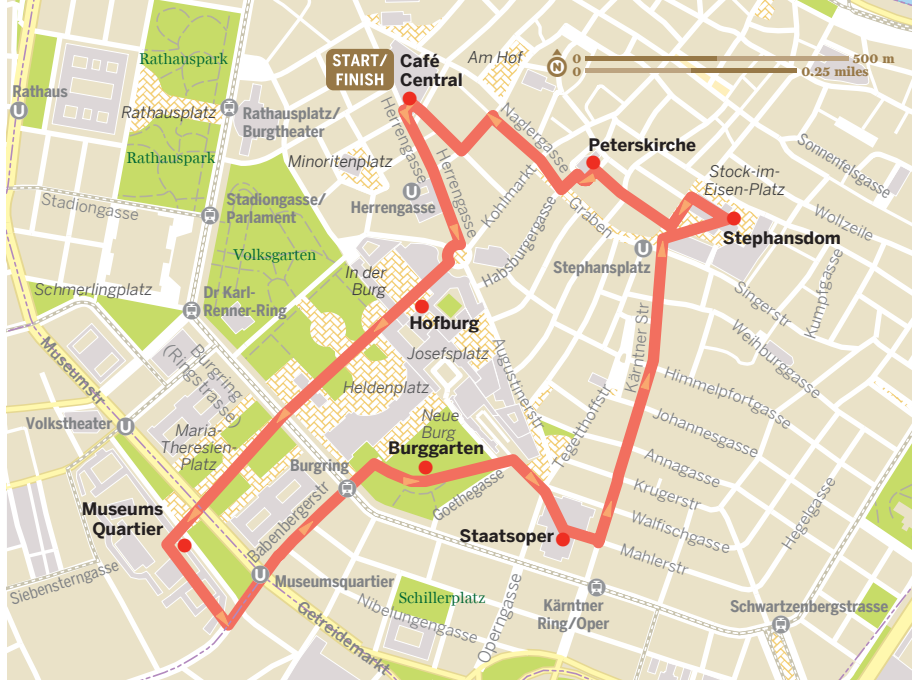 Rathauspark
START/
FINISH
Café
Central
Am Hof
N
0
500 m
0
0.25 miles
Rathaus
U
Rathausplatz
Rathausplatz/
Burgtheater
Herrengasse
Naglergasse
Peterskirche
Sonnenfelsgasse
Rathauspark
Minoritenplatz
Herrengasse
Stock-im-
Eisen-Platz
U
Herrengasse
Kohlmarkt
Stadiongasse
Stadiongasse/
Parlament
Habsburgergasse
Graben
Wollzeile
Stephansdom
Volksgarten
U
Stephansplatz
Kumpfgasse
In der
Burg
Schmerlingplatz
Dr Karl-
Renner-Ring
Singerstr
Hofburg
Kärntner Str
Weihburggasse
Museumstr
Burgring
(Ringstrasse)
Josefsplatz
Augustinerstr
Heldenplatz
Himmelpfortgasse
Tegetthoffstr
Volkstheater
U
Maria-
Theresien-
Platz
Neue
Burg
Johannesgasse
Burggarten
Annagasse
Burgring
Goethegasse
Krugerstr
Hegelgasse
Museums
Quartier
Babenbergerstr
Staatsoper
Walfischgasse
Mahlerstr
Siebensterngasse
U
Museumsquartier
Schillerplatz
Kärntner
Ring/Oper
Schwartzenbergstrasse
Getreidemarkt
Nibelungengasse
Operngasse